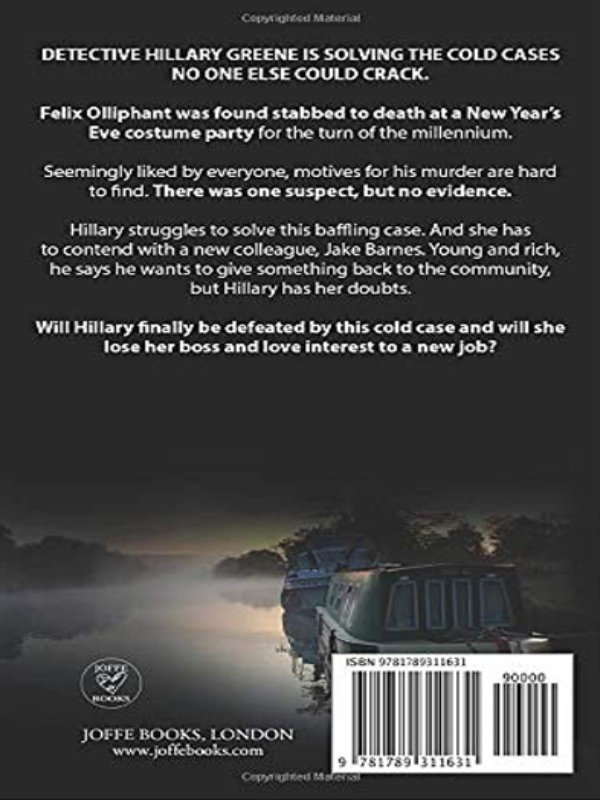 Copyrighted Material
DETECTIVE HILLARY GREENE IS SOLVING THE COLD CASES
NO ONE ELSE COULD CRACK.
Felix Olliphant was found stabbed to death at a New Year's
Eve costume party for the turn of the millennium.
Seemingly liked by everyone, motives for his murder are hard
to find. There was one suspect, but no evidence.
Hillary struggles to solve this baffling case. And she has
to contend with a new colleague, Jake Barnes. Young and rich,
he says he wants to give something back to the community,
but Hillary has her doubts.
Will Hillary finally be defeated by this cold case and will she
lose her boss and love interest to a new job?
JOFFE
BOOKS
JOFFE BOOKS, LONDON
www.joffebooks.com
ISBN 9781789311631
90000
9 781789 311631
Copyrighted Material